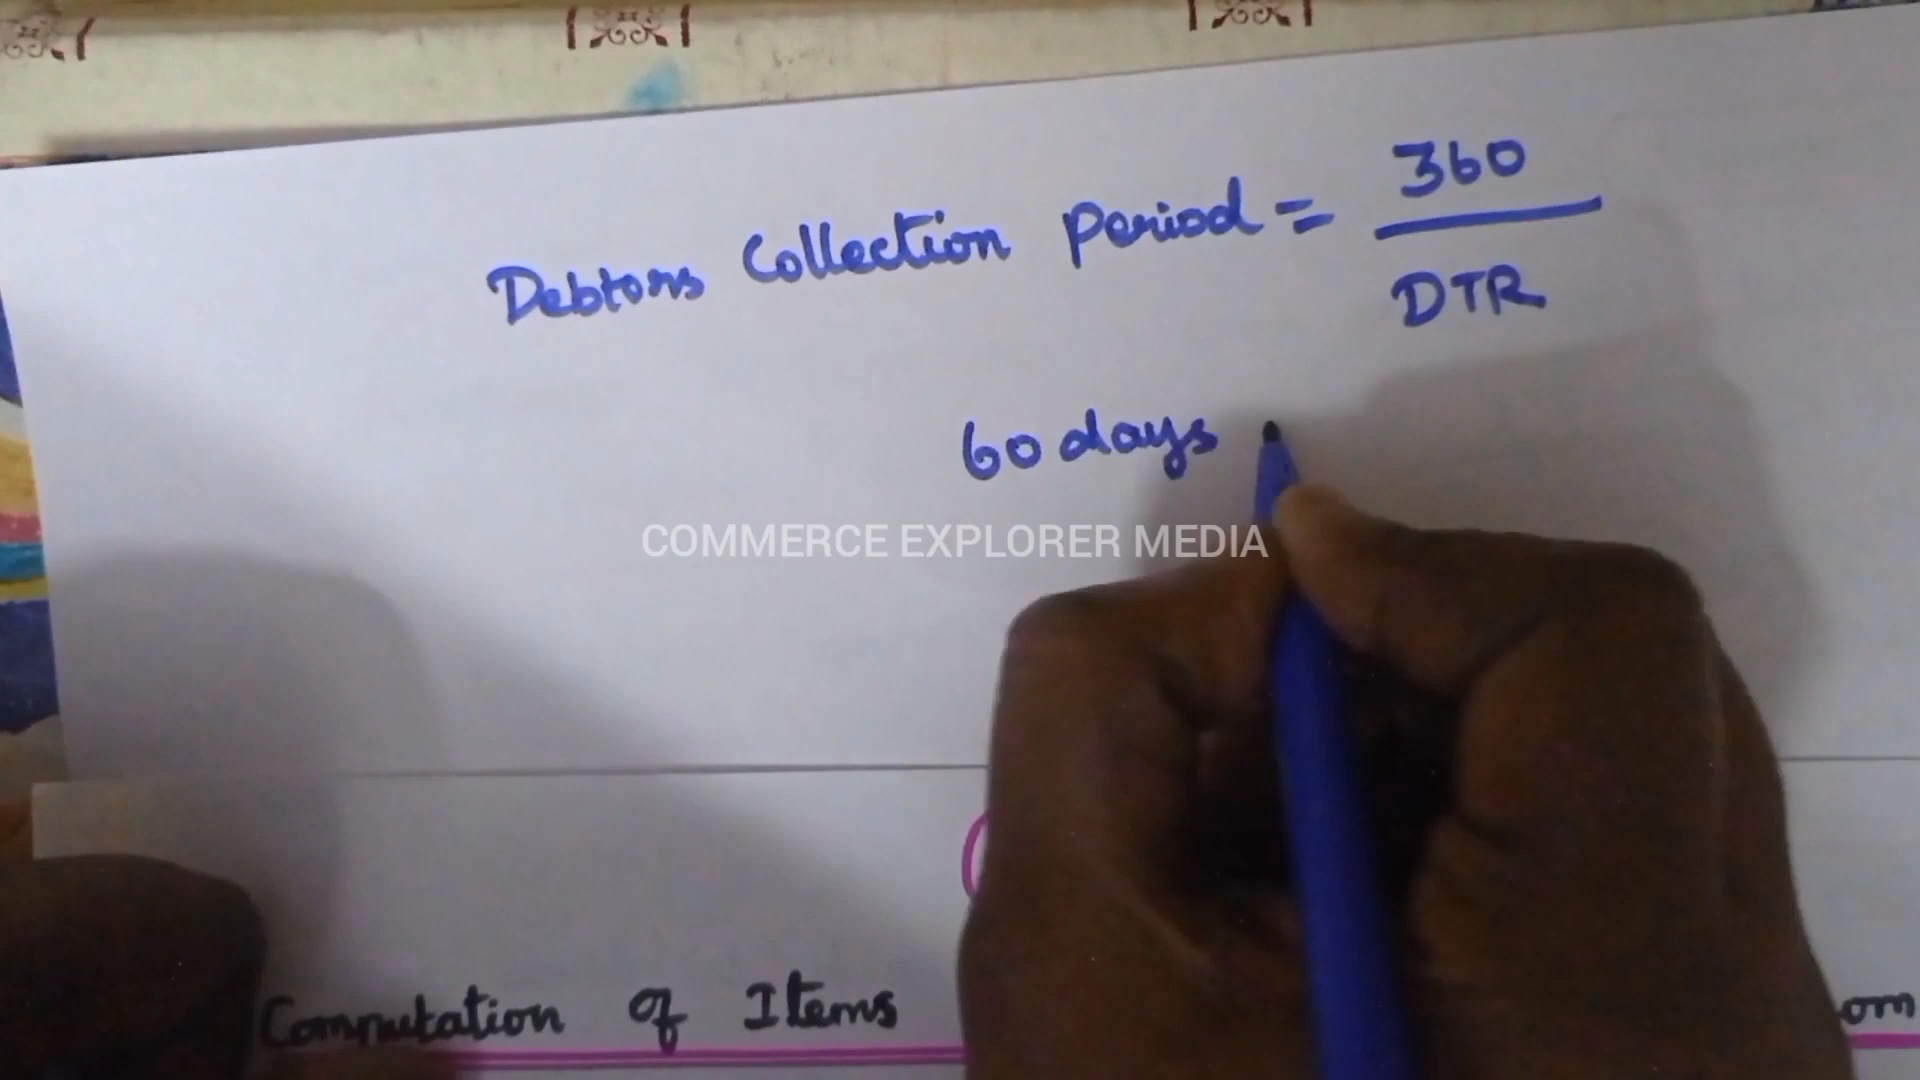 Debtors Collection Period = 360
DTR
60 days
COMMERCE EXPLORER MEDIA
Computation of Items